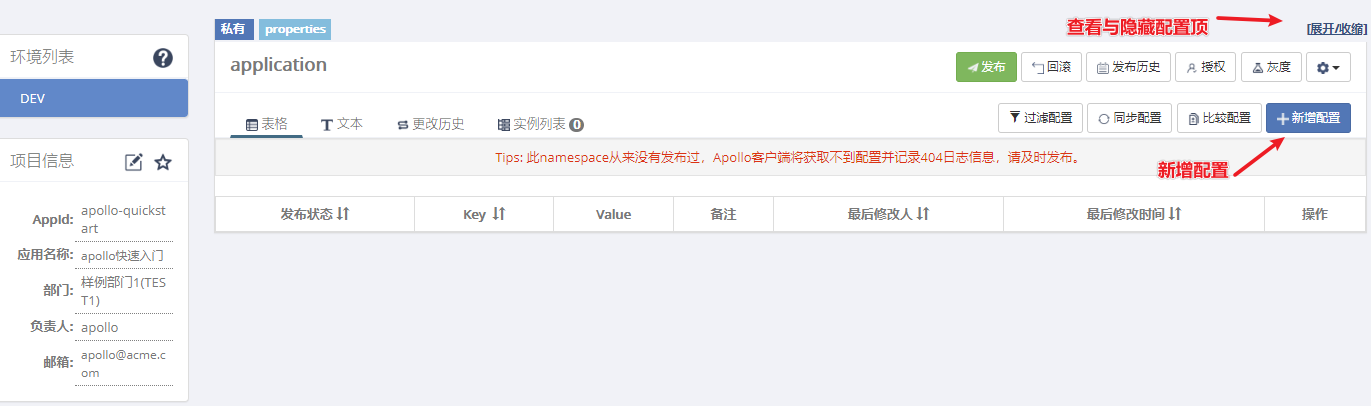 私有 properties
查看与隐藏配置顶
[展开/收缩]
环境列表
DEV
application
发布 回滚 发布历史 授权 灰度
表格 文本 更改历史 实例列表 0
过滤配置 同步配置 比较配置 新增配置
Tips: 此namespace从来没有发布过，Apollo客户端将获取不到配置并记录404日志信息，请及时发布。
新增配置
发布状态 Key Value 备注 最后修改人 最后修改时间 操作
项目信息
AppId: apollo-quickst
art
应用名称: apollo快速入门
部门: 样例部门1(TES
T1)
负责人: apollo
邮箱: apollo@acme.c
om